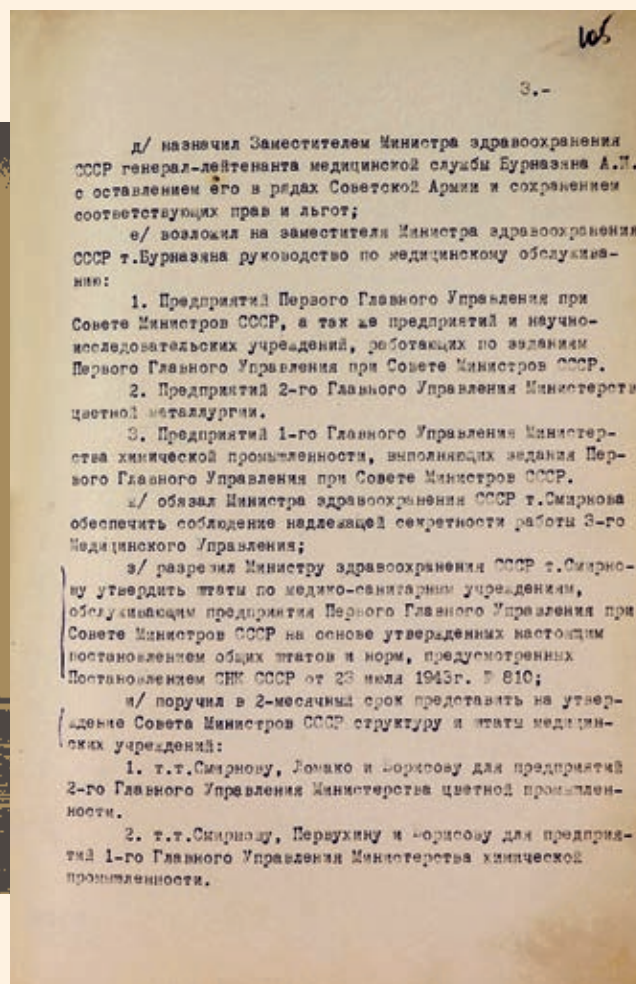 105
3.-
д/ назначил Заместителем Министра здравоохранения
СССР генерал-лейтенанта медицинской службы Бурназяна А.И.
с оставлением его в рядах Советской Армии и сохранением
соответствующих прав и льгот;
е/ возложил на заместителя Министра здравоохранения
СССР т.Бурназяна руководство по медицинскому обслужива-
нию:
1. Предприятий Первого Главного Управления при
Совете Министров СССР, а так же предприятий и научно-
исследовательских учреждений, работающих по заданиям
Первого Главного Управления при Совете Министров СССР.
2. Предприятий 2-го Главного Управления Министерств
цветной металлургии.
3. Предприятий 1-го Главного Управления Министер-
ства химической промышленности, выполняющих задания Пер-
вого Главного Управления при Совете Министров СССР.
ж/ обязал Министра здравоохранения СССР т.Смирнова
обеспечить соблюдение надлежащей секретности работы 3-го
Медицинского Управления;
з/ разрешил Министру здравоохранения СССР т.Смирно-
ву утвердить штаты по медико-санитарным учреждениям,
обслуживающим предприятия Первого Главного Управления при
Совете Министров СССР на основе утвержденных настоящим
постановлением общих штатов и норм, предусмотренных
Постановлением СНК СССР от 23 июля 1943г. № 810;
и/ поручил в 2-месячный срок представить на утвер-
ждение Совета Министров СССР структуру и штаты медицин-
ских учреждений:
1. т.т.Смирнову, Ломако и Борисову для предприятий
2-го Главного Управления Министерства цветной промышлен-
ности.
2. т.т.Смирнову, Первухину и Борисову для предприя-
тий 1-го Главного Управления Министерства химической
промышленности.